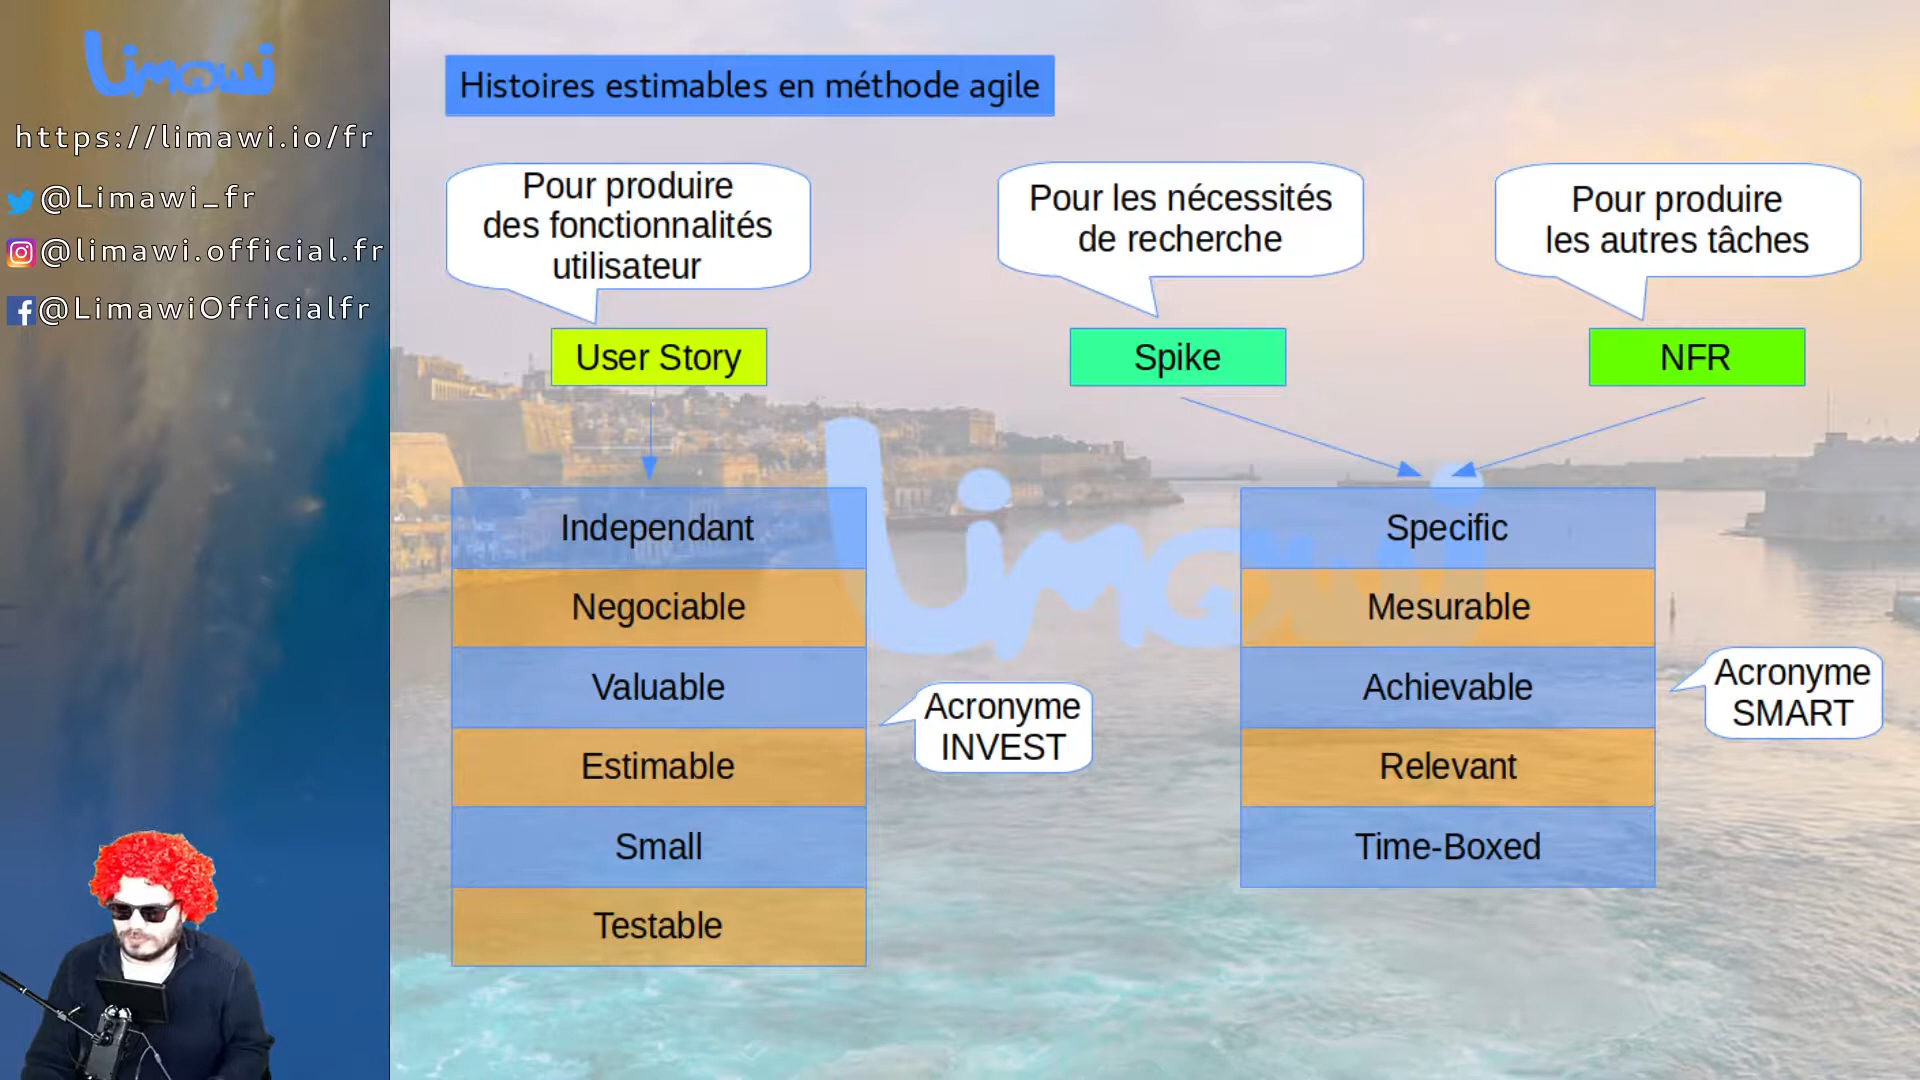 Limawi
https://limawi.io/fr
@Limawi_fr
@limawi.official.fr
@LimawiOfficialfr
Histoires estimables en méthode agile
Pour produire
des fonctionnalités
utilisateur
Pour les nécessités
de recherche
Pour produire
les autres tâches
User Story
Spike
NFR
Independant
Negociable
Valuable
Estimable
Small
Testable
Acronyme
INVEST
Limawi
Specific
Mesurable
Achievable
Relevant
Time-Boxed
Acronyme
SMART